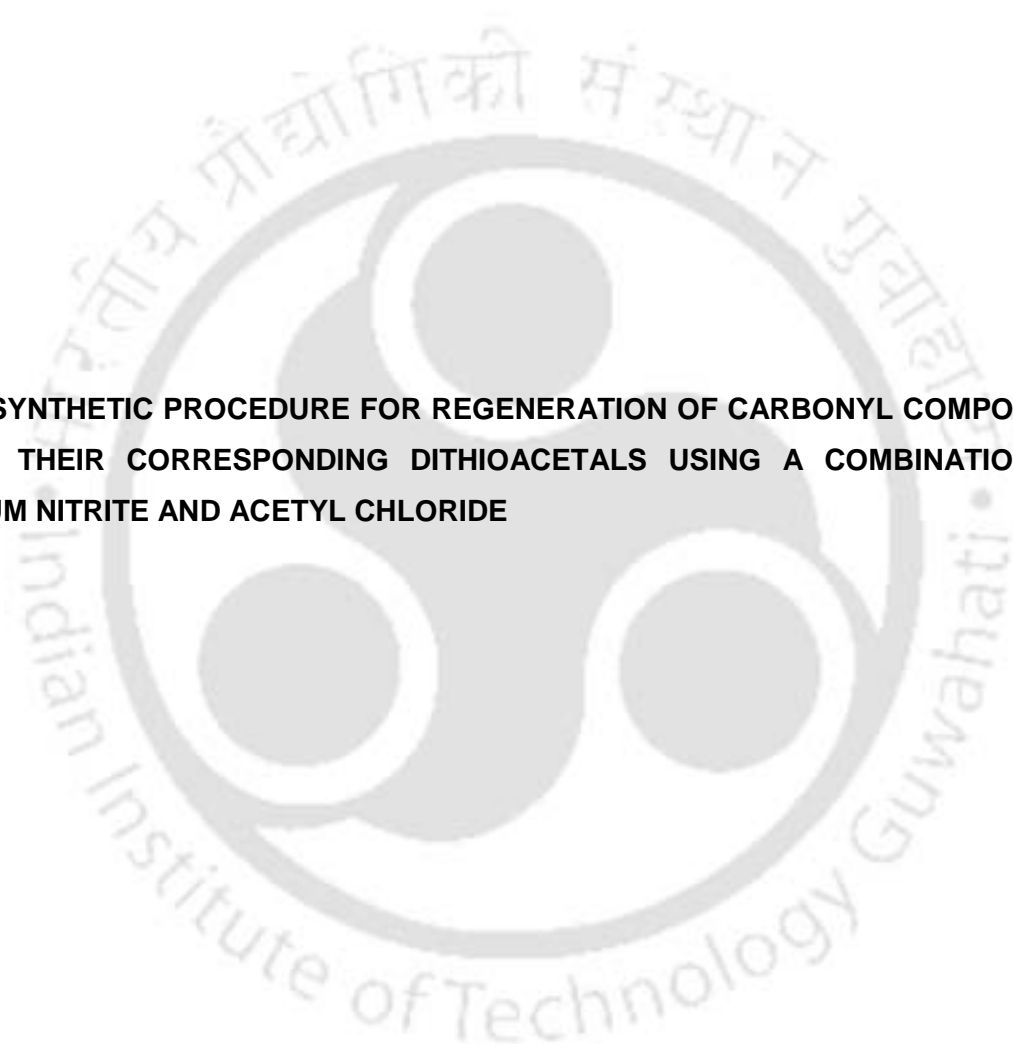 भारतीय प्रौद्योगिकी संस्थान गुवाहाटी
SYNTHETIC PROCEDURE FOR REGENERATION OF CARBONYL COMPO
THEIR CORRESPONDING DITHIOACETALS USING A COMBINATIO
UM NITRITE AND ACETYL CHLORIDE
Indian Institute of Technology Guwahati